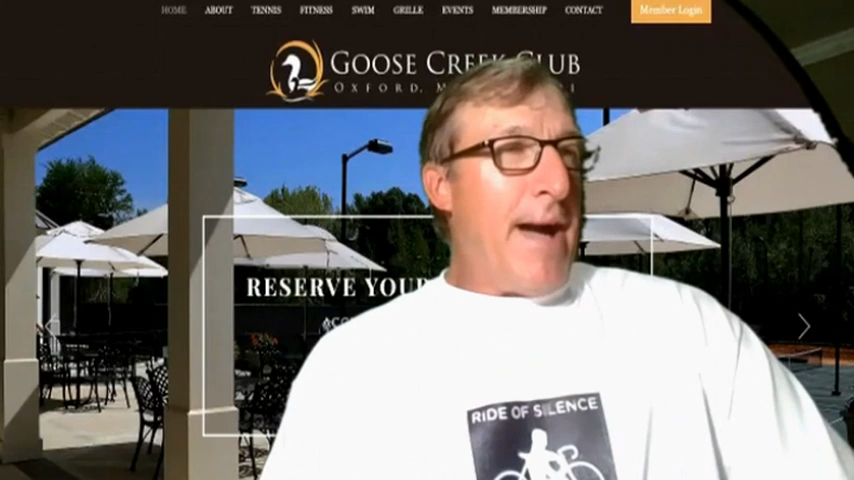 HOME ABOUT TENNIS FITNESS SWIM GRILLE EVENTS MEMBERSHIP CONTACT Member Login
GOOSE CREEK CLUB
OXFORD,
RESERVE YOUR
RIDE OF SILENCE